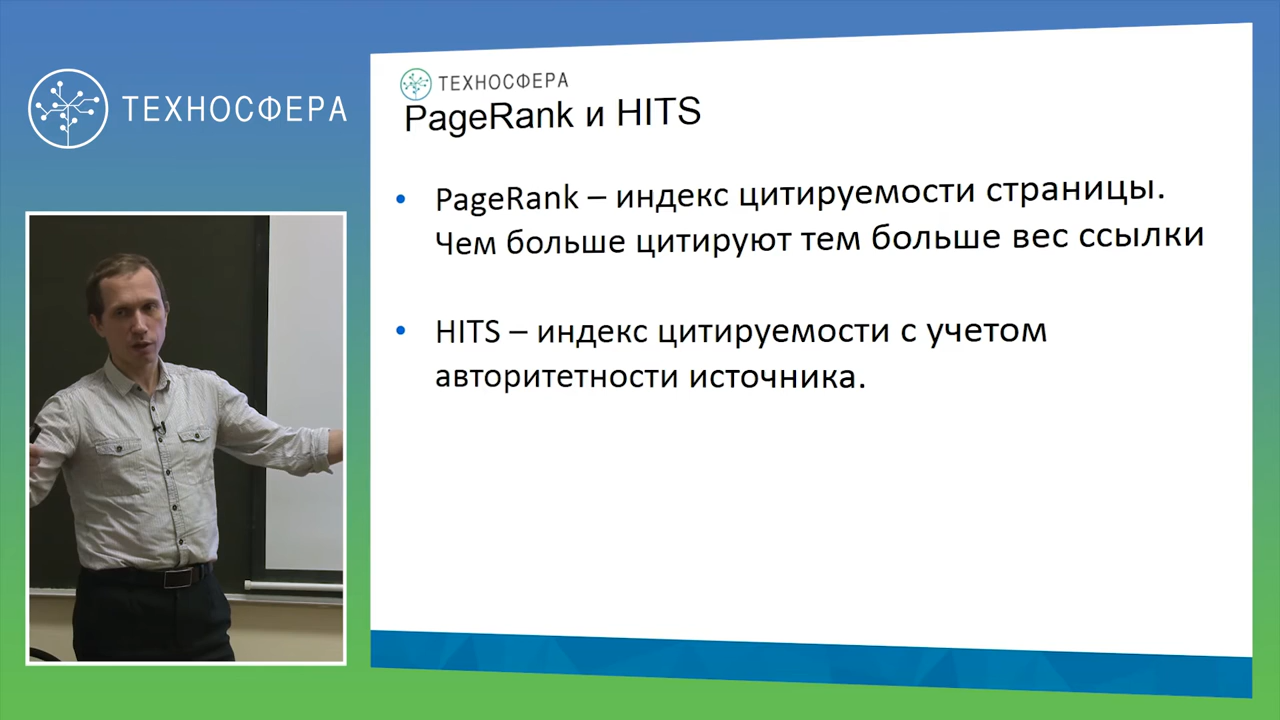 ТЕХНОСФЕРА
ТЕХНОСФЕРА
PageRank и HITS
• PageRank – индекс цитируемости страницы.
Чем больше цитируют тем больше вес ссылки
• HITS – индекс цитируемости с учетом
авторитетности источника.